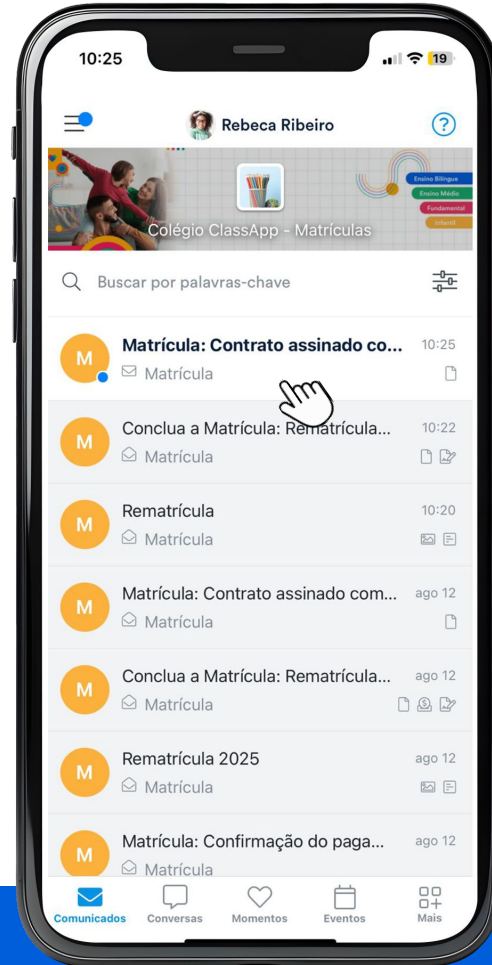 10:25
19
Rebeca Ribeiro
?
Ensino Bilíngue
Ensino Médio
Fundamental
Infantil
Colégio ClassApp - Matrículas
Buscar por palavras-chave
M
Matrícula: Contrato assinado co... 10:25
Matrícula
M
Conclua a Matrícula: Rematrícula... 10:22
Matrícula
M
Rematrícula 10:20
Matrícula
M
Matrícula: Contrato assinado com... ago 12
Matrícula
M
Conclua a Matrícula: Rematrícula... ago 12
Matrícula
M
Rematrícula 2025 ago 12
Matrícula
M
Matrícula: Confirmação do paga... ago 12
Matrícula
Comunicados Conversas Momentos Eventos Mais